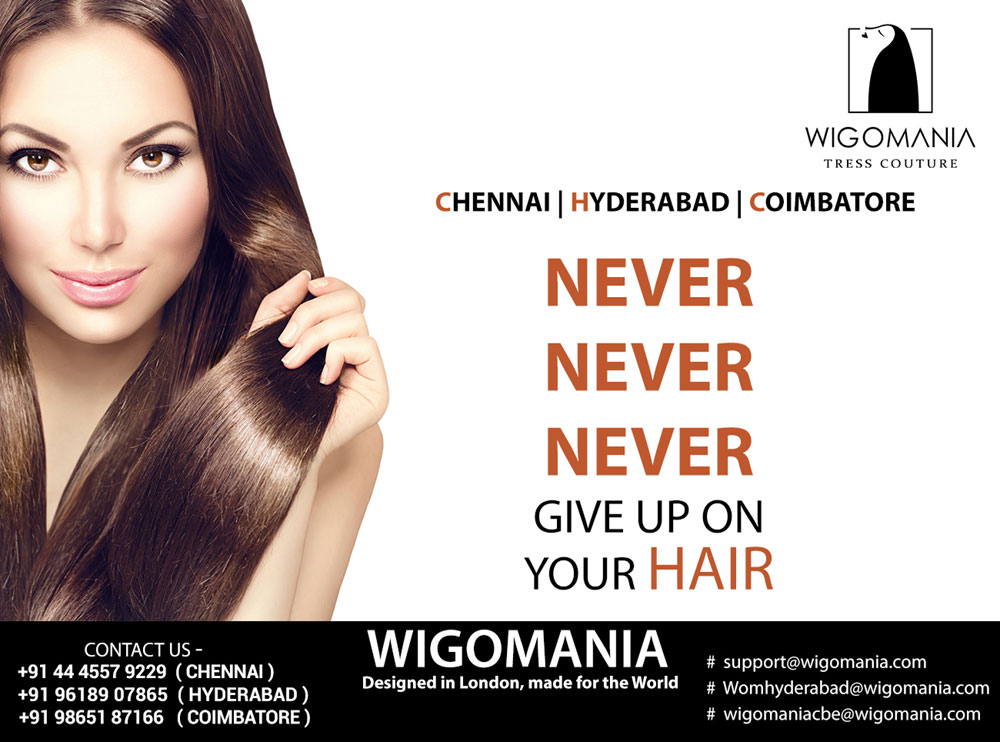 WIGOMANIA
TRESS COUTURE
CHENNAI | HYDERABAD | COIMBATORE
NEVER
NEVER
NEVER
GIVE UP ON
YOUR HAIR
CONTACT US -
+91 44 4557 9229 ( CHENNAI )
+91 96189 07865 ( HYDERABAD )
+91 98651 87166 ( COIMBATORE )
WIGOMANIA
Designed in London, made for the World
# support@wigomania.com
# Womhyderabad@wigomania.com
# wigomaniacbe@wigomania.com